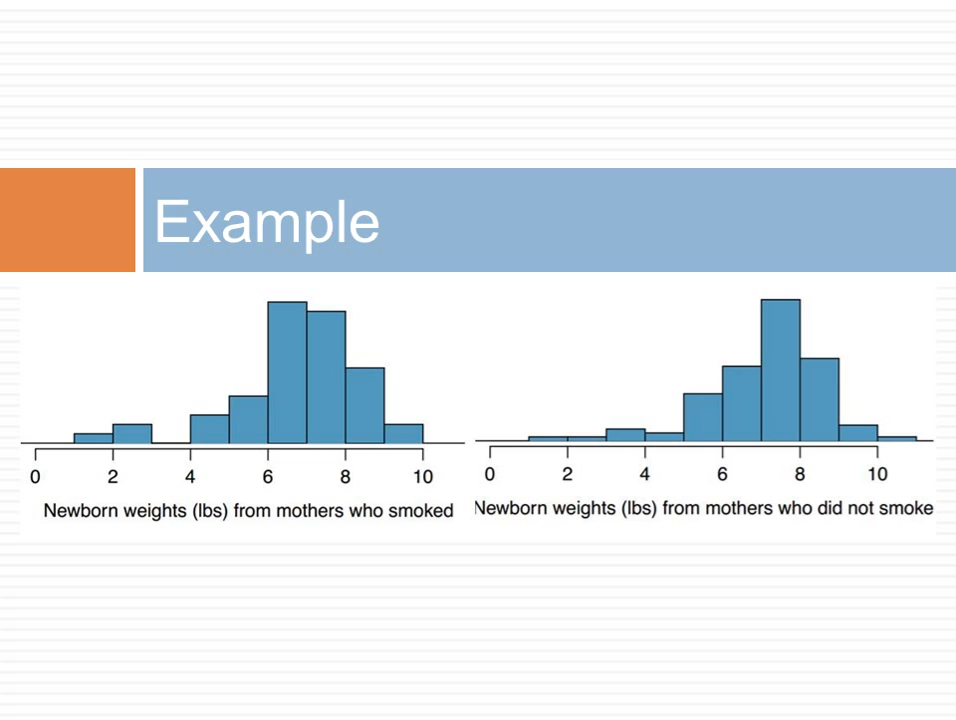 Example
0 2 4 6 8 10
Newborn weights (lbs) from mothers who smoked
0 2 4 6 8 10
Newborn weights (lbs) from mothers who did not smoke